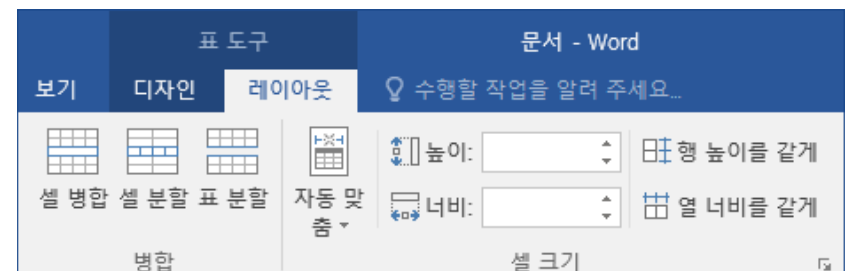 표 도구
문서 - Word
보기 디자인 레이아웃 수행할 작업을 알려 주세요...
셀 병합 셀 분할 표 분할
자동 맞
춤
높이:
너비:
행 높이를 같게
열 너비를 같게
병합
셀 크기